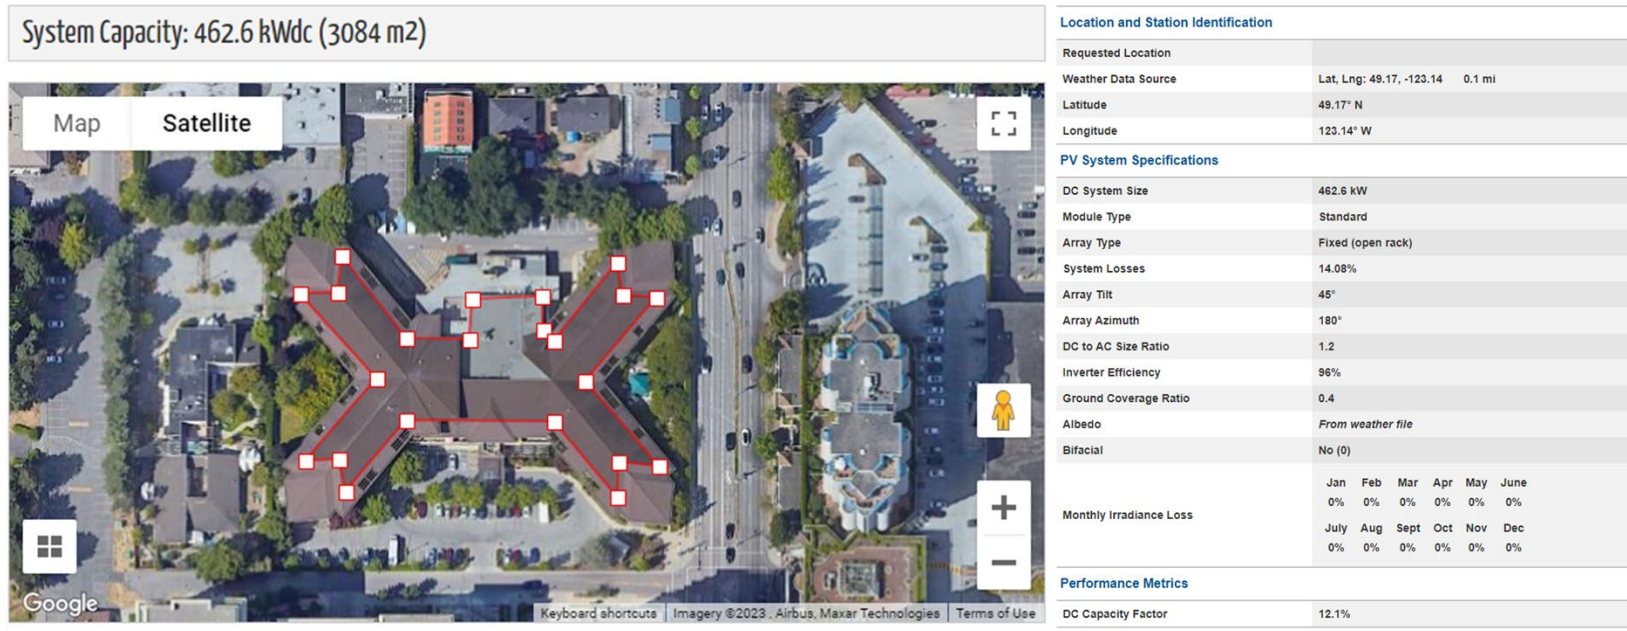 System Capacity: 462.6 kWdc (3084 m2)
Map
Satellite
Google
Keyboard shortcuts
Imagery ©2023 , Airbus, Maxar Technologies
Terms of Use
Location and Station Identification
Requested Location
Weather Data Source Lat, Lng: 49.17, -123.14 0.1 mi
Latitude 49.17° N
Longitude 123.14° W
PV System Specifications
DC System Size 462.6 kW
Module Type Standard
Array Type Fixed (open rack)
System Losses 14.08%
Array Tilt 45°
Array Azimuth 180°
DC to AC Size Ratio 1.2
Inverter Efficiency 96%
Ground Coverage Ratio 0.4
Albedo From weather file
Bifacial No (0)
Monthly Irradiance Loss
Jan Feb Mar Apr May June
0% 0% 0% 0% 0% 0%
July Aug Sept Oct Nov Dec
0% 0% 0% 0% 0% 0%
Performance Metrics
DC Capacity Factor 12.1%